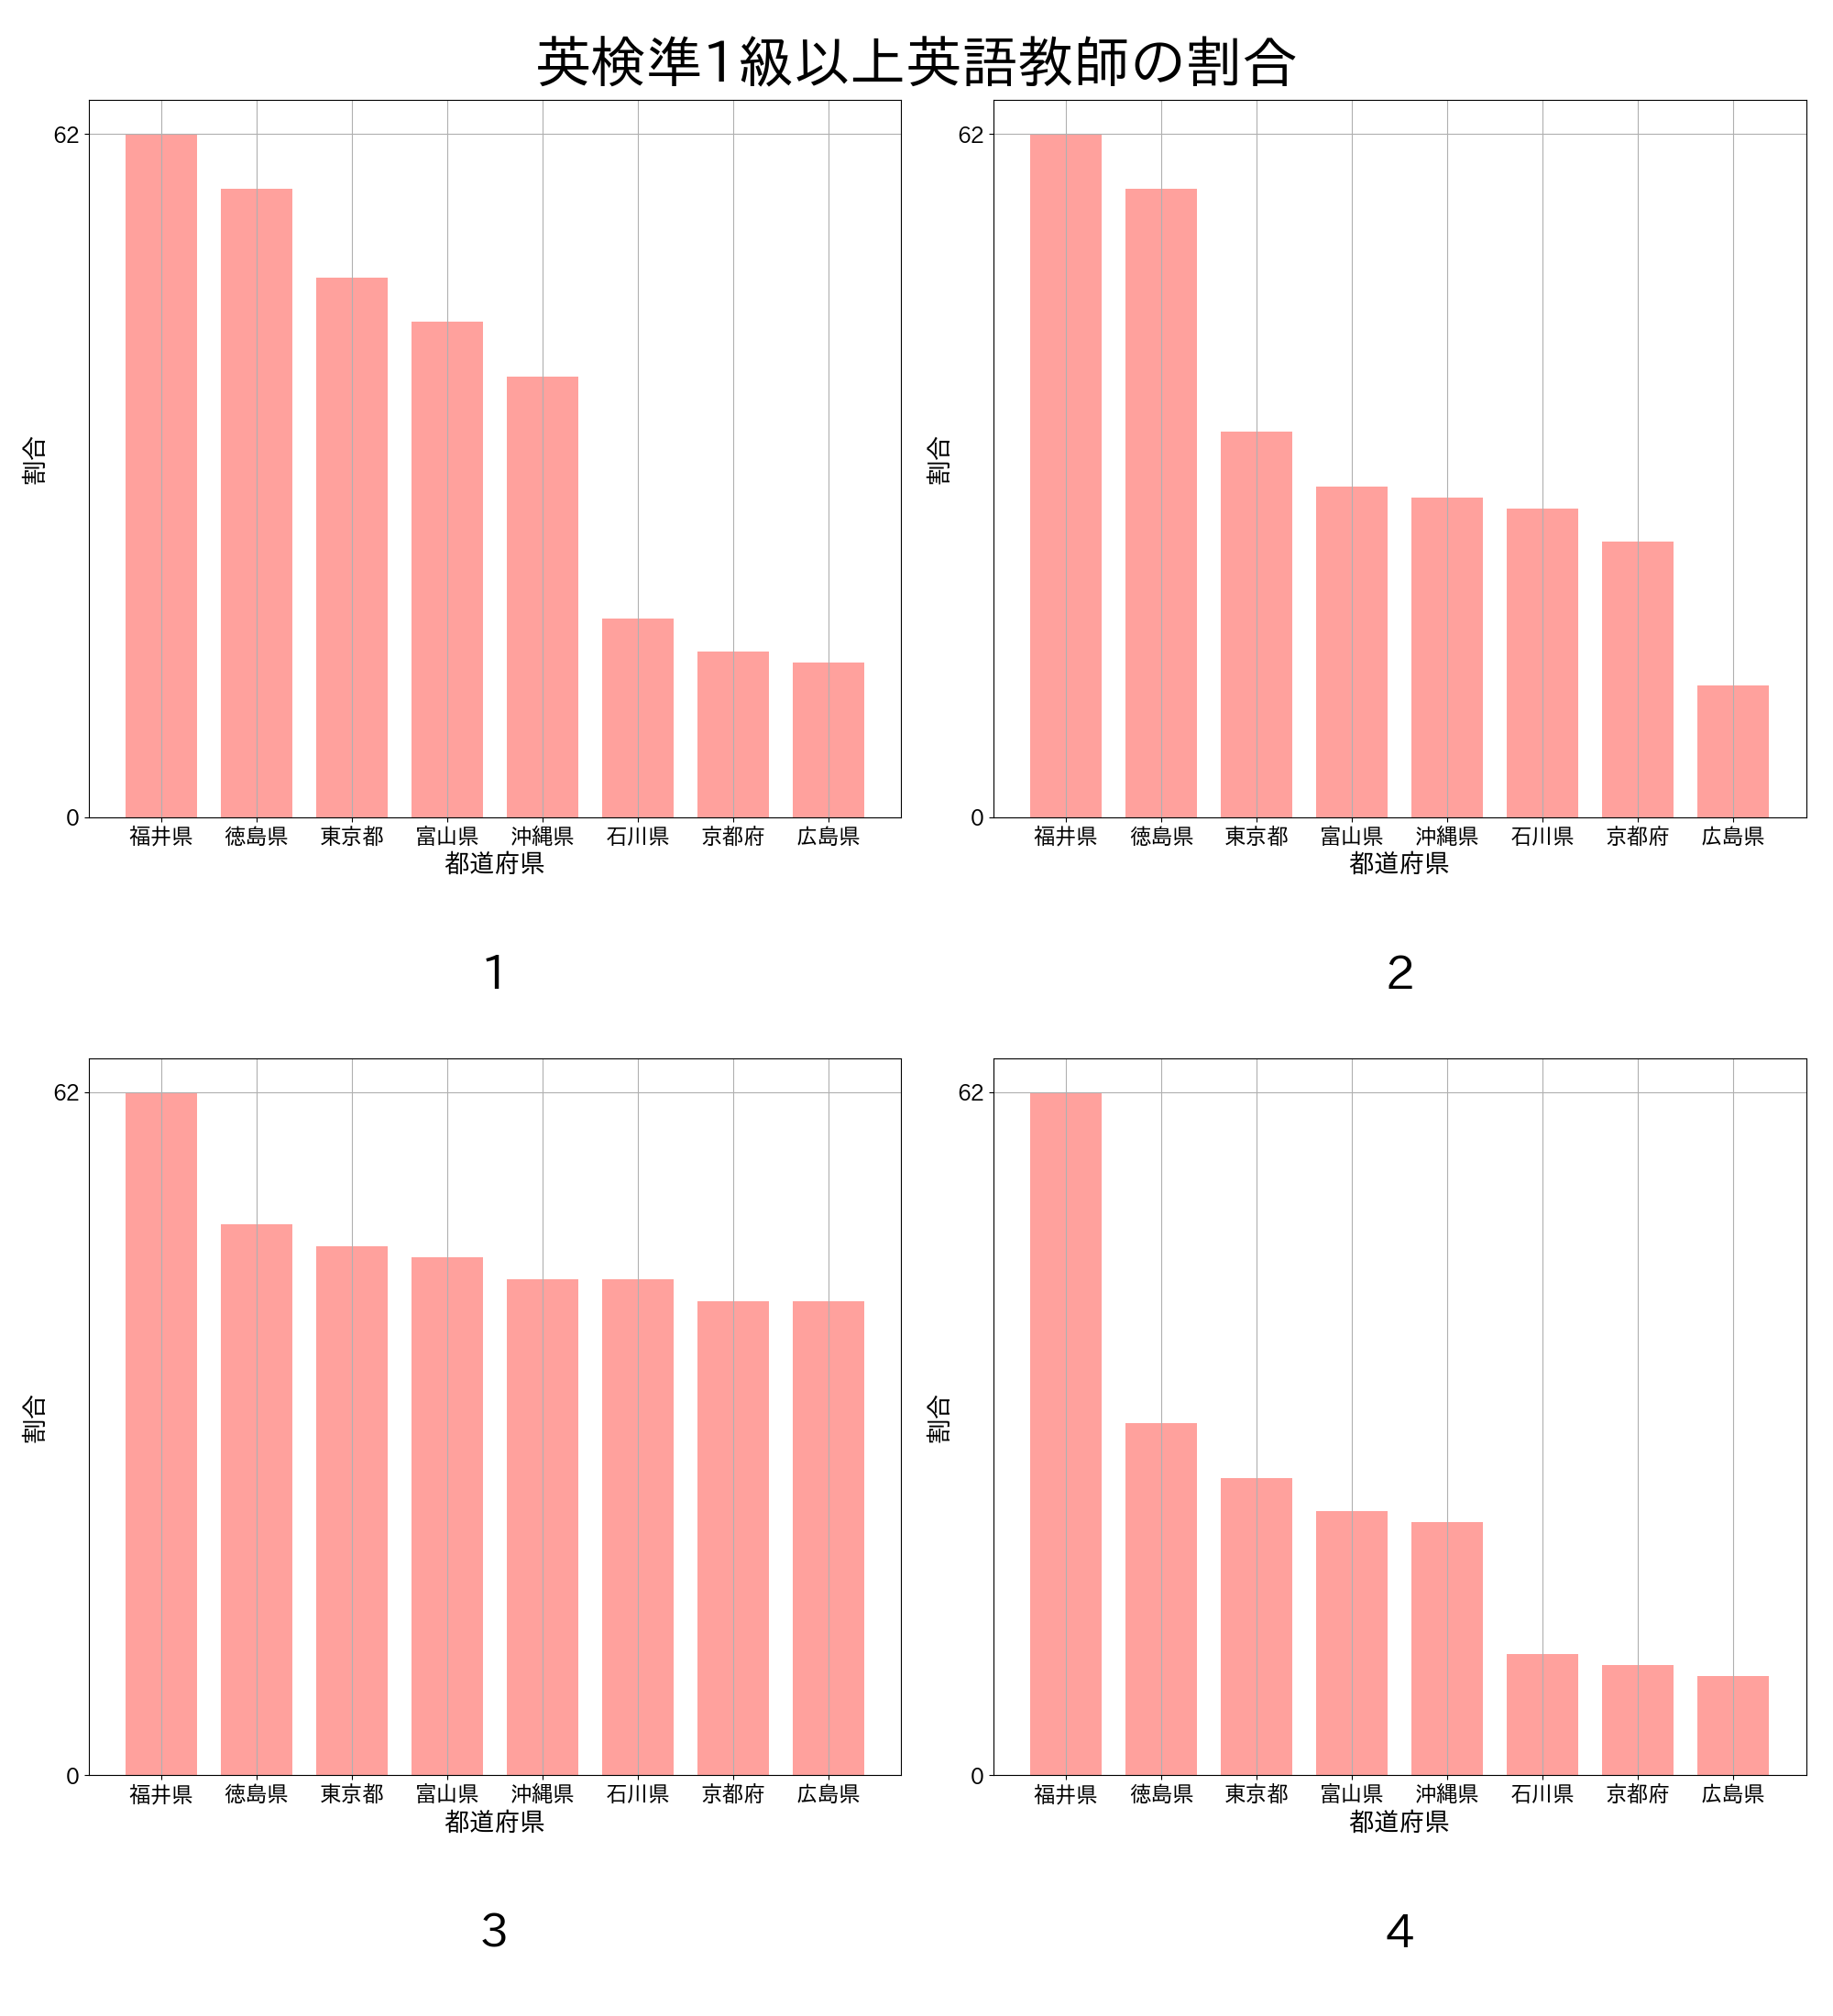 英検準1級以上英語教師の割合
62
0
割合
福井県 徳島県 東京都 富山県 沖縄県 石川県 京都府 広島県
都道府県
1
62
0
割合
福井県 徳島県 東京都 富山県 沖縄県 石川県 京都府 広島県
都道府県
2
62
0
割合
福井県 徳島県 東京都 富山県 沖縄県 石川県 京都府 広島県
都道府県
3
62
0
割合
福井県 徳島県 東京都 富山県 沖縄県 石川県 京都府 広島県
都道府県
4